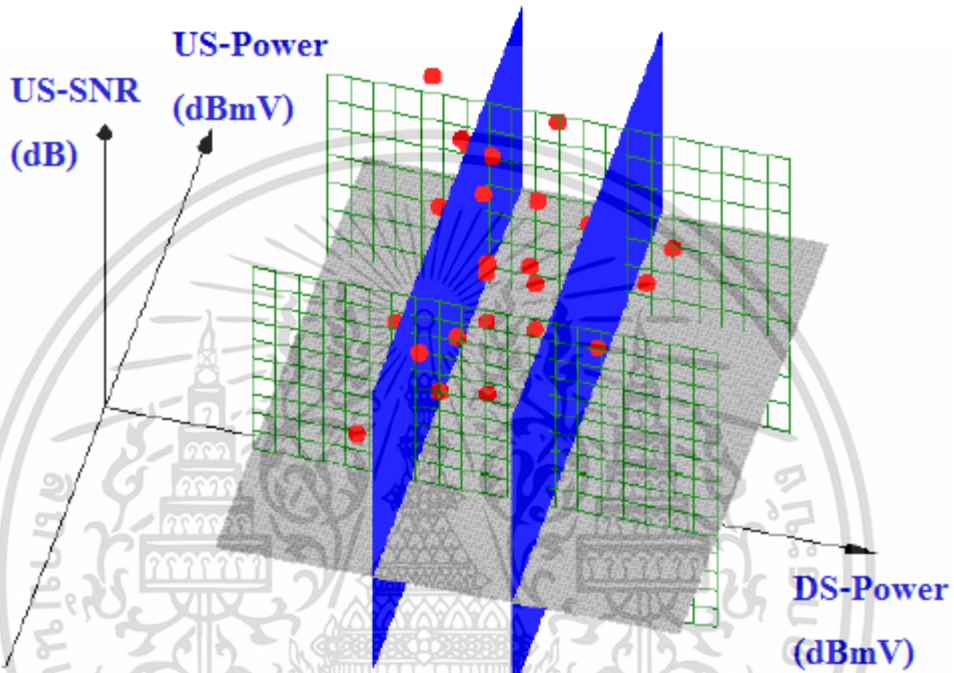 US-Power
(dBmV)
US-SNR
(dB)
DS-Power
(dBmV)